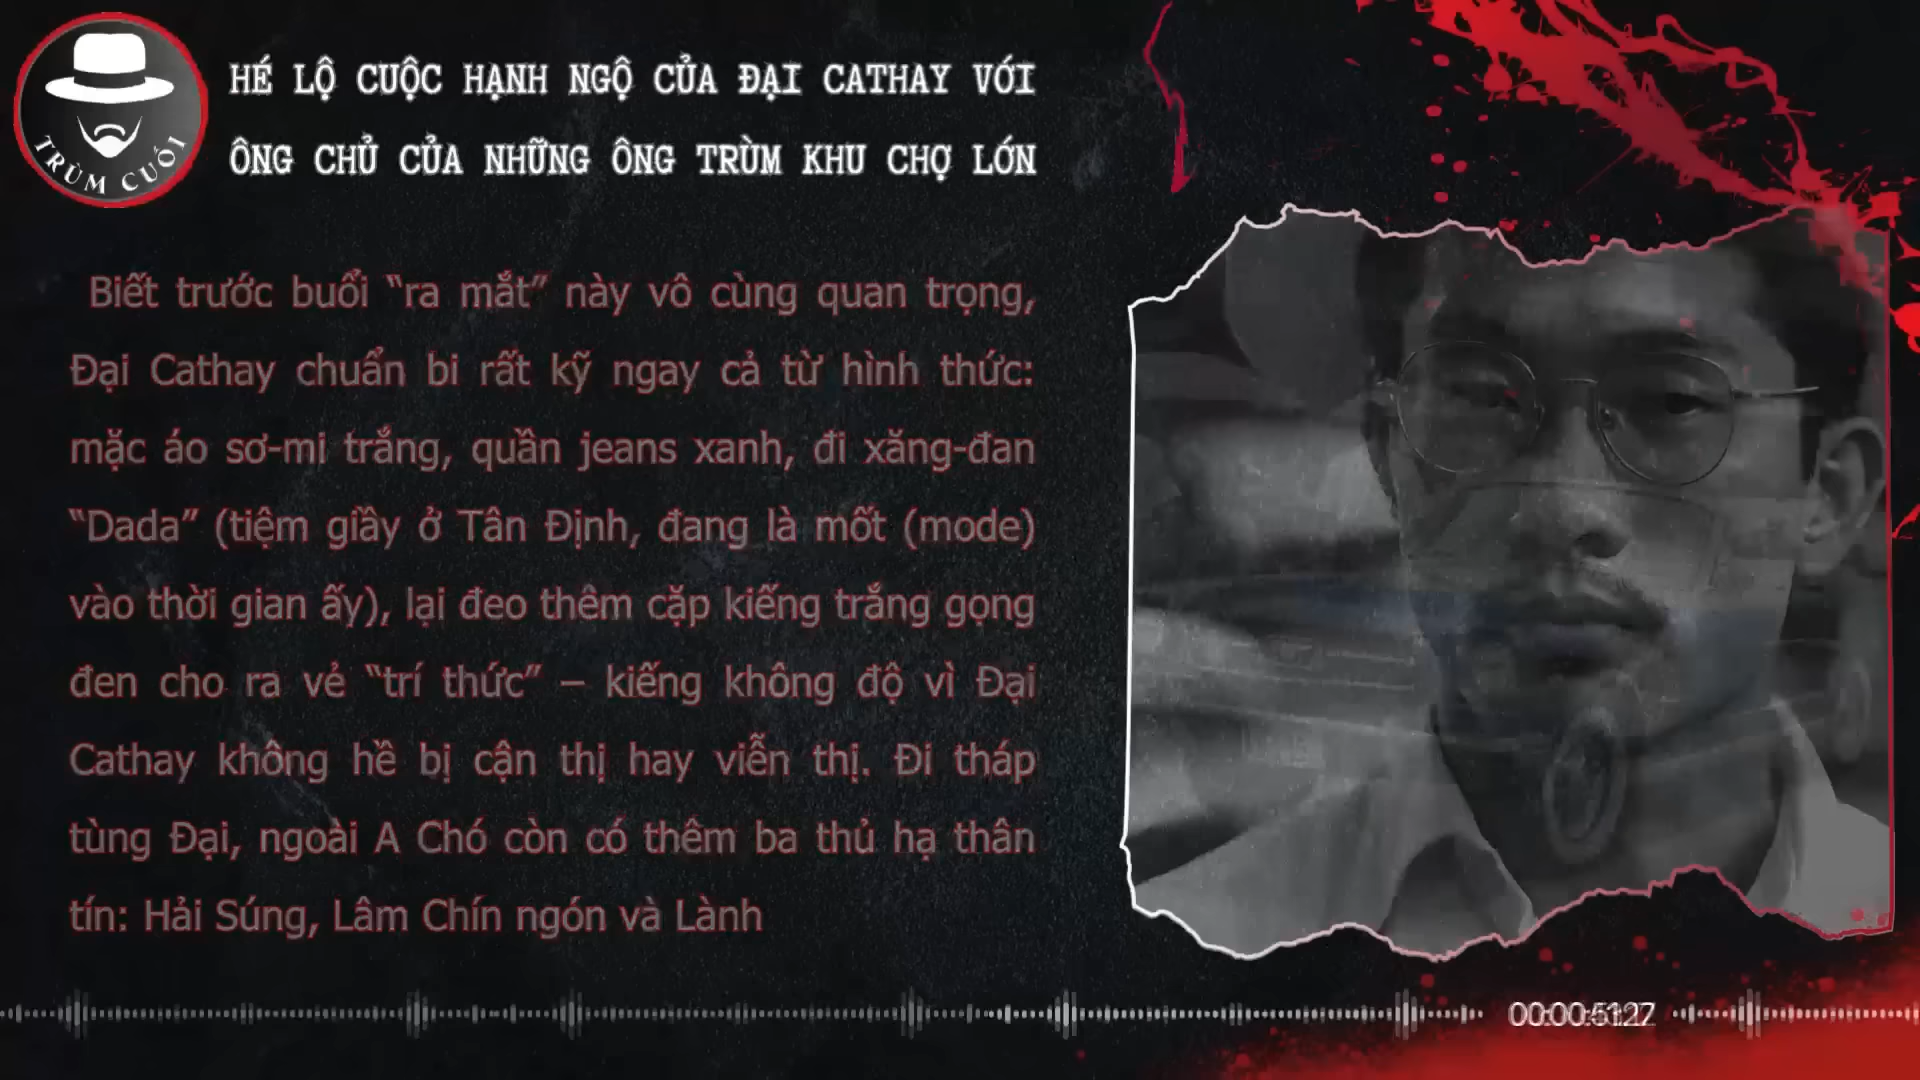 TRÙM CUỐI
HÉ LỘ CUỘC HẠNH NGỘ CỦA ĐẠI CATHAY VỚI
ÔNG CHỦ CỦA NHỮNG ÔNG TRÙM KHU CHỢ LỚN
Biết trước buổi “ra mắt” này vô cùng quan trọng,
Đại Cathay chuẩn bi rất kỹ ngay cả từ hình thức:
mặc áo sơ-mi trắng, quần jeans xanh, đi xăng-đan
“Dada” (tiệm giầy ở Tân Định, đang là mốt (mode)
vào thời gian ấy), lại đeo thêm cặp kiếng trắng gọng
đen cho ra vẻ “trí thức” – kiếng không độ vì Đại
Cathay không hề bị cận thị hay viễn thị. Đi tháp
tùng Đại, ngoài A Chó còn có thêm ba thủ hạ thân
tín: Hải Súng, Lâm Chín ngón và Lành